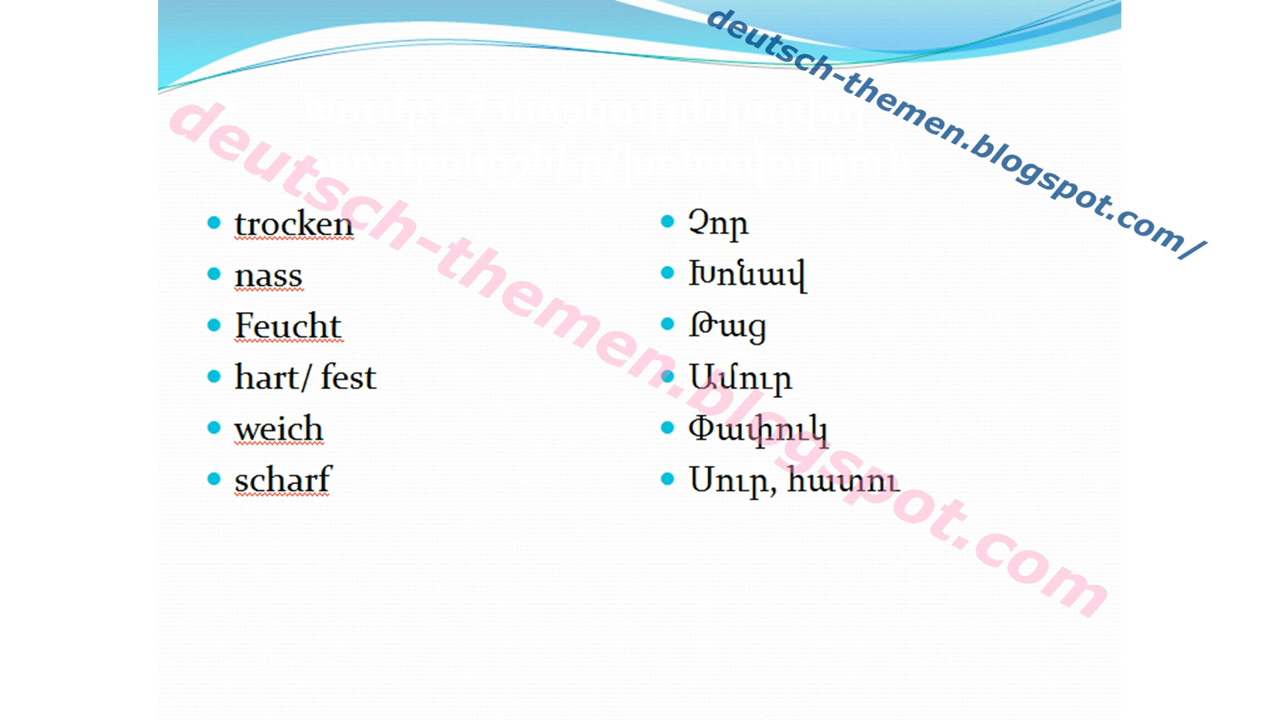 deutsch-themen.blogspot.com/
deutsch-themen.blogspot.com
trocken
nass
Feucht
hart/ fest
weich
scharf
Չոր
Խոնավ
Թաց
Ամուր
Փափուկ
Սուր, հատու